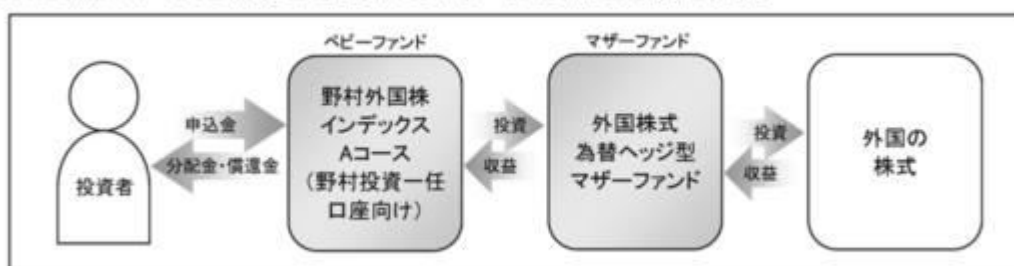 ベビーファンド
マザーファンド
投資者
申込金
分配金・償還金
野村外国株
インデックス
Aコース
(野村投資一任
口座向け)
投資
収益
外国株式
為替ヘッジ型
マザーファンド
投資
収益
外国の
株式